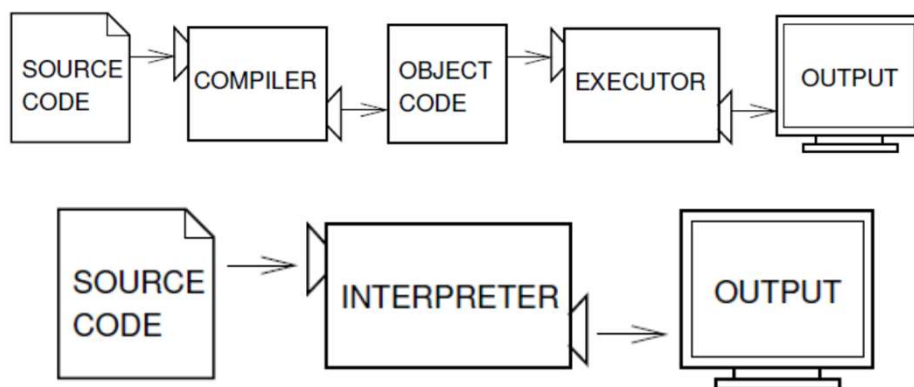 SOURCE
CODE
COMPILER
OBJECT
CODE
EXECUTOR
OUTPUT
SOURCE
CODE
INTERPRETER
OUTPUT